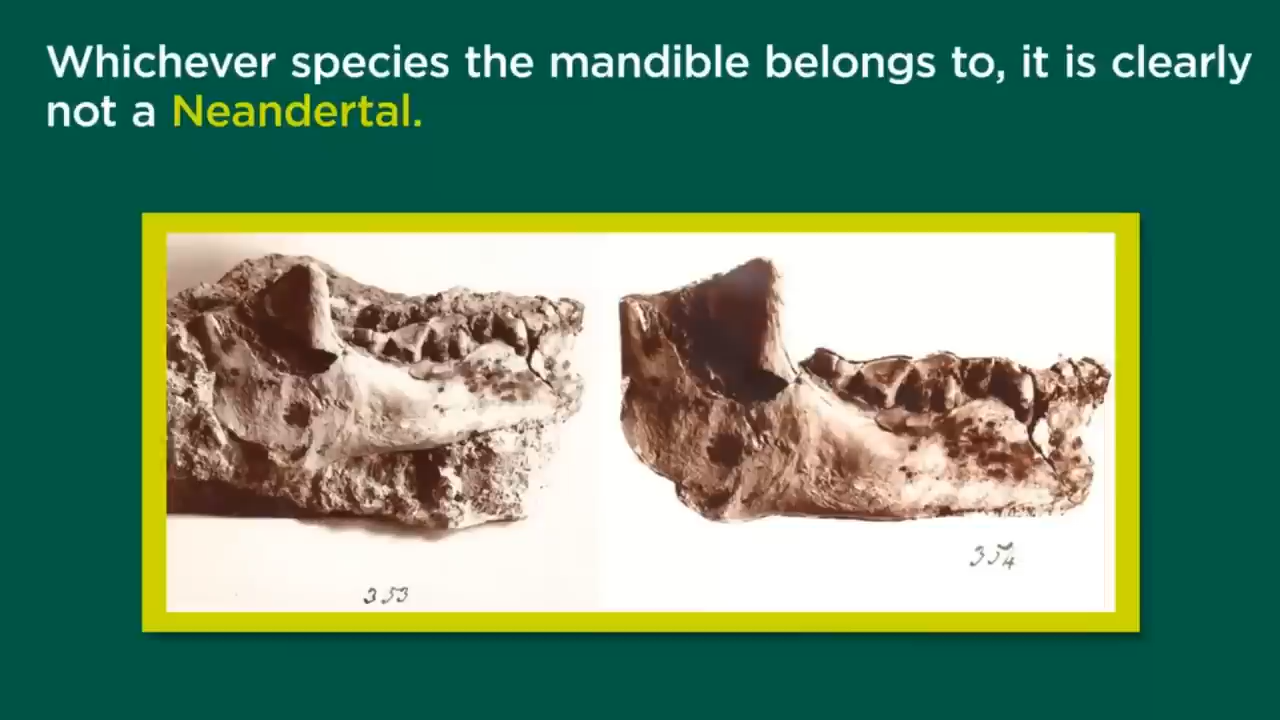 Whichever species the mandible belongs to, it is clearly
not a Neandertal.
353
354